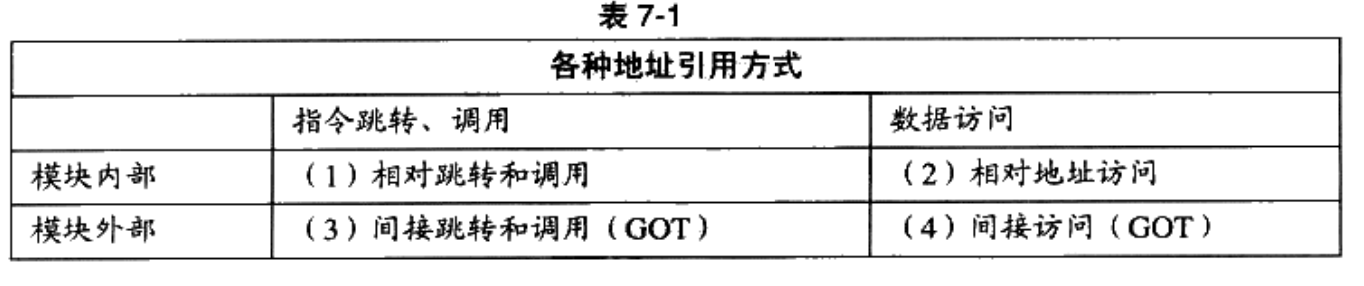 表 7-1
各种地址引用方式
指令跳转、调用 数据访问
模块内部 （1）相对跳转和调用 （2）相对地址访问
模块外部 （3）间接跳转和调用（GOT） （4）间接访问（GOT）